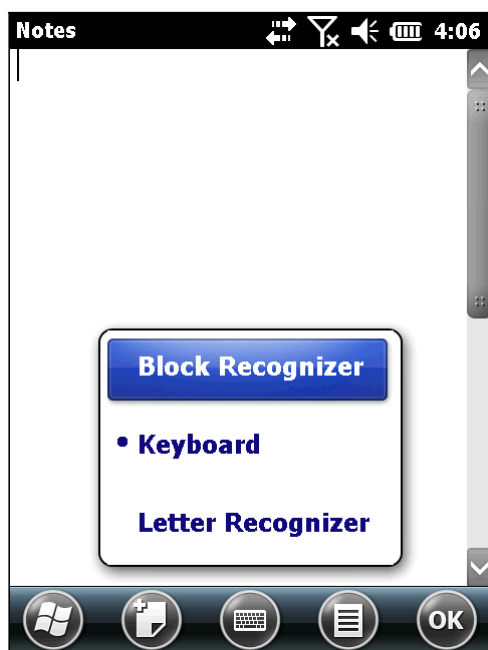 Notes 4:06
Block Recognizer
• Keyboard
Letter Recognizer
OK